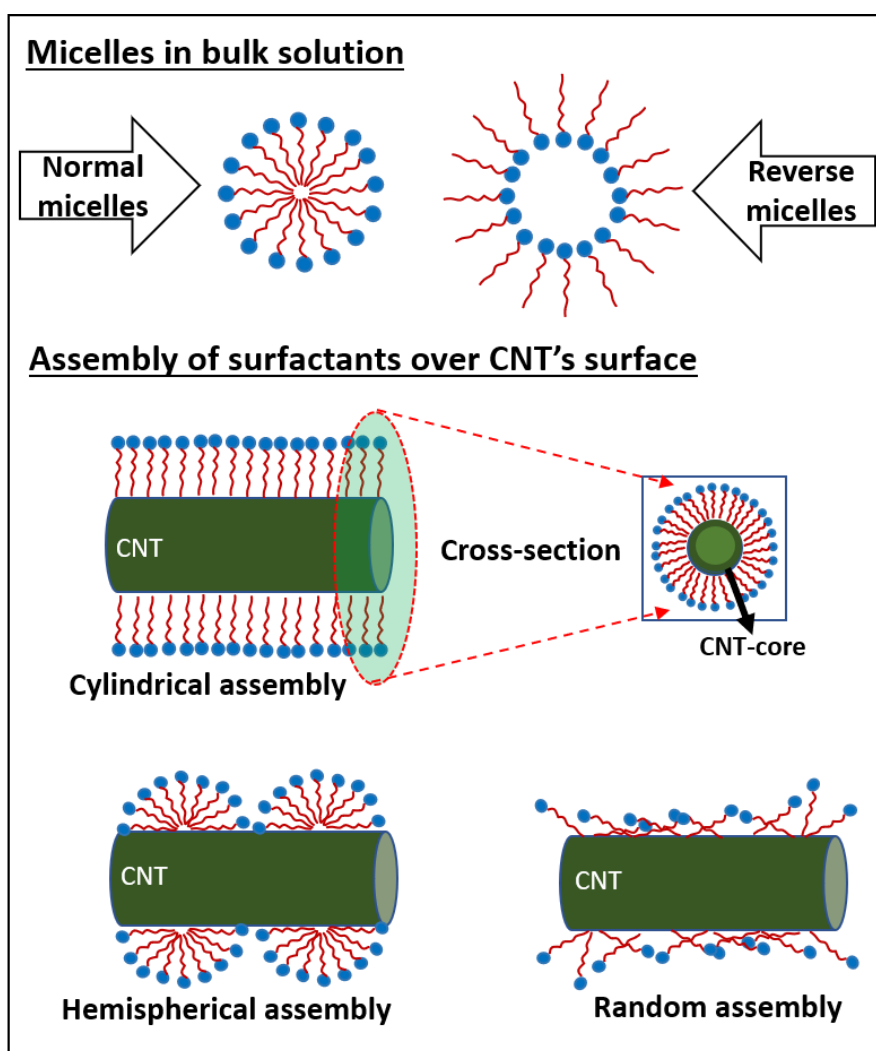 Micelles in bulk solution
Normal
micelles
Reverse
micelles
Assembly of surfactants over CNT’s surface
CNT
Cross-section
CNT-core
Cylindrical assembly
CNT
CNT
Hemispherical assembly
Random assembly